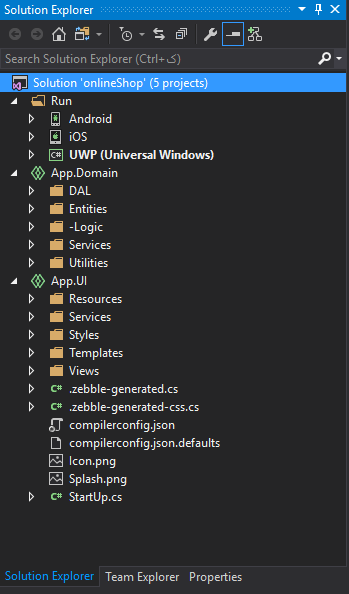 Solution Explorer
Search Solution Explorer (Ctrl+ک)
Solution 'onlineShop' (5 projects)
Run
Android
iOS
C# UWP (Universal Windows)
App.Domain
DAL
Entities
-Logic
Services
Utilities
App.UI
Resources
Services
Styles
Templates
Views
C# .zebble-generated.cs
C# .zebble-generated-css.cs
compilerconfig.json
compilerconfig.json.defaults
Icon.png
Splash.png
C# StartUp.cs
Solution Explorer Team Explorer Properties